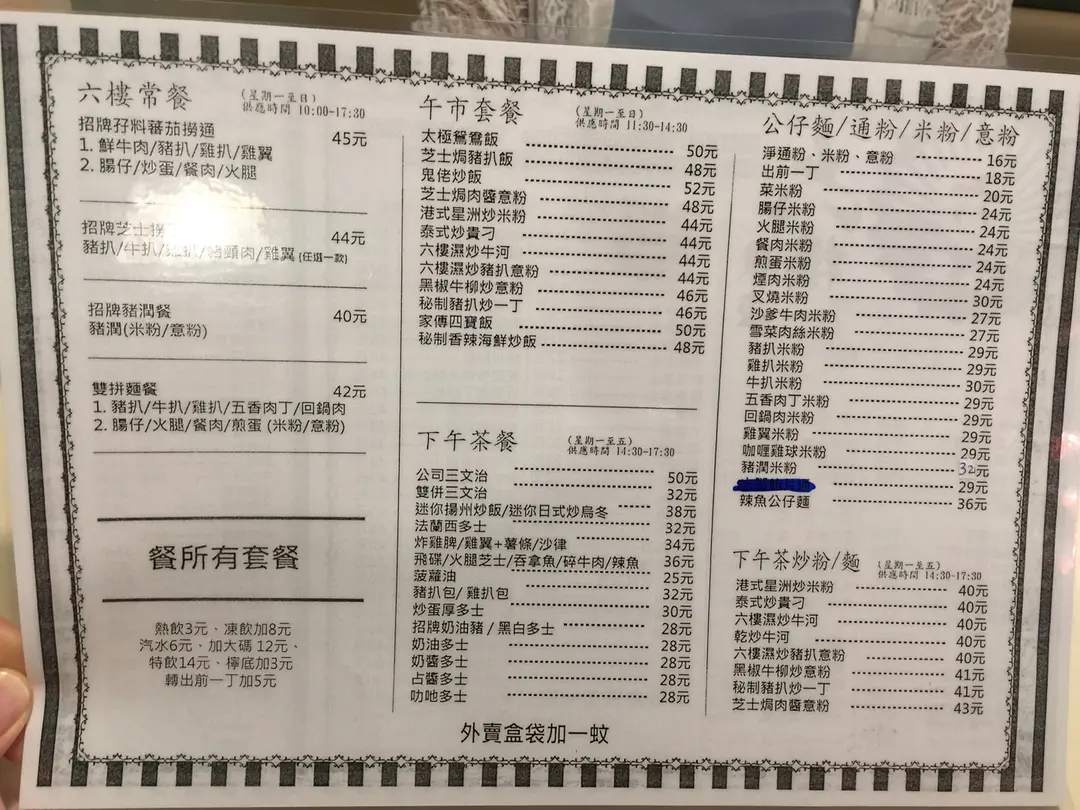 六樓常餐
(星期一至日)
供應時間 10:00-17:30
招牌孖料蕃茄撈通 45元
1. 鮮牛肉/豬扒/雞扒/雞翼
2. 腸仔/炒蛋/餐肉/火腿
招牌芝士撈 44元
豬扒/牛扒/雞扒/豬頸肉/雞翼 (任選一款)
招牌豬潤餐 40元
豬潤(米粉/意粉)
雙拼麵餐 42元
1. 豬扒/牛扒/雞扒/五香肉丁/回鍋肉
2. 腸仔/火腿/餐肉/煎蛋 (米粉/意粉)
餐所有套餐
熱飲3元、凍飲加8元
汽水6元、加大碼 12元、
特飲14元、檸底加3元
轉出前一丁加5元
午市套餐
(星期一至日)
供應時間 11:30-14:30
太極鴛鴦飯 50元
芝士焗豬扒飯 48元
鬼佬炒飯 52元
芝士焗肉醬意粉 48元
港式星洲炒米粉 44元
泰式炒貴刁 44元
六樓濕炒牛河 44元
六樓濕炒豬扒意粉 44元
黑椒牛柳炒意粉 46元
秘制豬扒炒一丁 46元
家傳四寶飯 50元
秘制香辣海鮮炒飯 48元
下午茶餐
(星期一至五)
供應時間 14:30-17:30
公司三文治 50元
雙併三文治 32元
迷你揚州炒飯/迷你日式炒烏冬 38元
法蘭西多士 32元
炸雞脾/雞翼+薯條/沙律 34元
飛碟/火腿芝士/吞拿魚/碎牛肉/辣魚 36元
菠蘿油 25元
豬扒包/ 雞扒包 32元
炒蛋厚多士 30元
招牌奶油豬 / 黑白多士 28元
奶油多士 28元
奶醬多士 28元
占醬多士 28元
叻吔多士 28元
公仔麵/通粉/米粉/意粉
淨通粉、米粉、意粉 16元
出前一丁 18元
菜米粉 20元
腸仔米粉 24元
火腿米粉 24元
餐肉米粉 24元
煎蛋米粉 24元
煙肉米粉 24元
叉燒米粉 30元
沙爹牛肉米粉 27元
雪菜肉絲米粉 27元
豬扒米粉 29元
雞扒米粉 29元
牛扒米粉 30元
五香肉丁米粉 29元
回鍋肉米粉 29元
雞翼米粉 29元
咖喱雞球米粉 29元
豬潤米粉 32元
29元
辣魚公仔麵 36元
下午茶炒粉/麵
(星期一至五)
供應時間 14:30-17:30
港式星洲炒米粉 40元
泰式炒貴刁 40元
六樓濕炒牛河 40元
乾炒牛河 40元
六樓濕炒豬扒意粉 40元
黑椒牛柳炒意粉 41元
秘制豬扒炒一丁 41元
芝士焗肉醬意粉 43元
外賣盒袋加一蚊